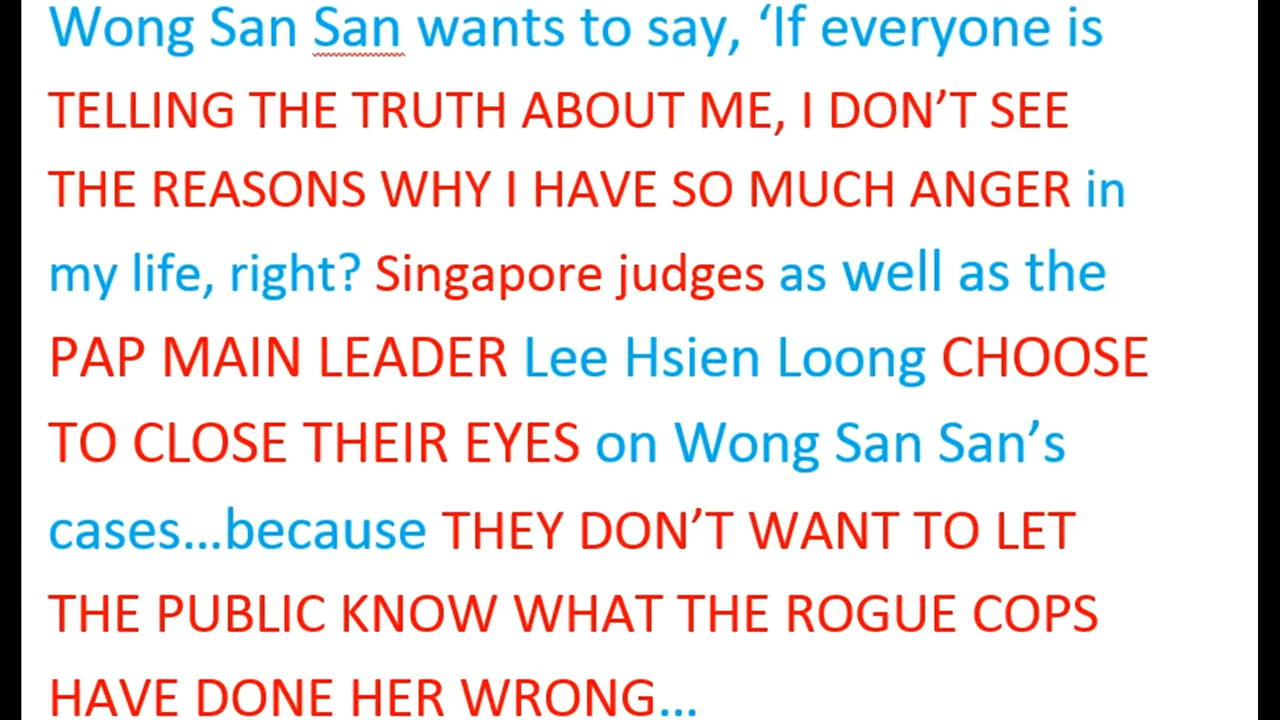 Wong San San wants to say, ‘If everyone is
TELLING THE TRUTH ABOUT ME, I DON’T SEE
THE REASONS WHY I HAVE SO MUCH ANGER in
my life, right? Singapore judges as well as the
PAP MAIN LEADER Lee Hsien Loong CHOOSE
TO CLOSE THEIR EYES on Wong San San’s
cases...because THEY DON’T WANT TO LET
THE PUBLIC KNOW WHAT THE ROGUE COPS
HAVE DONE HER WRONG...